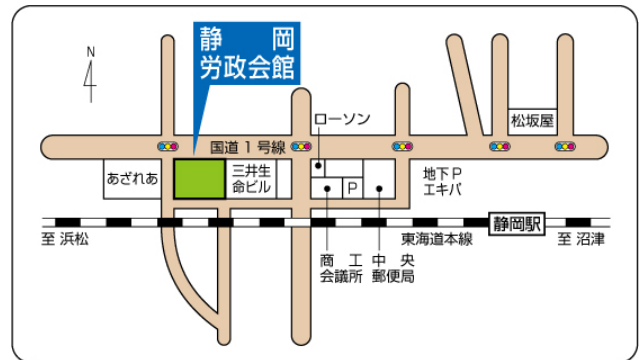 静岡
労政会館
N
ローソン
松坂屋
国道1号線
あざれあ
三井生
命ビル
P
地下P
エキパ
静岡駅
至 浜松
東海道本線
至 沼津
商工
会議所
中央
郵便局